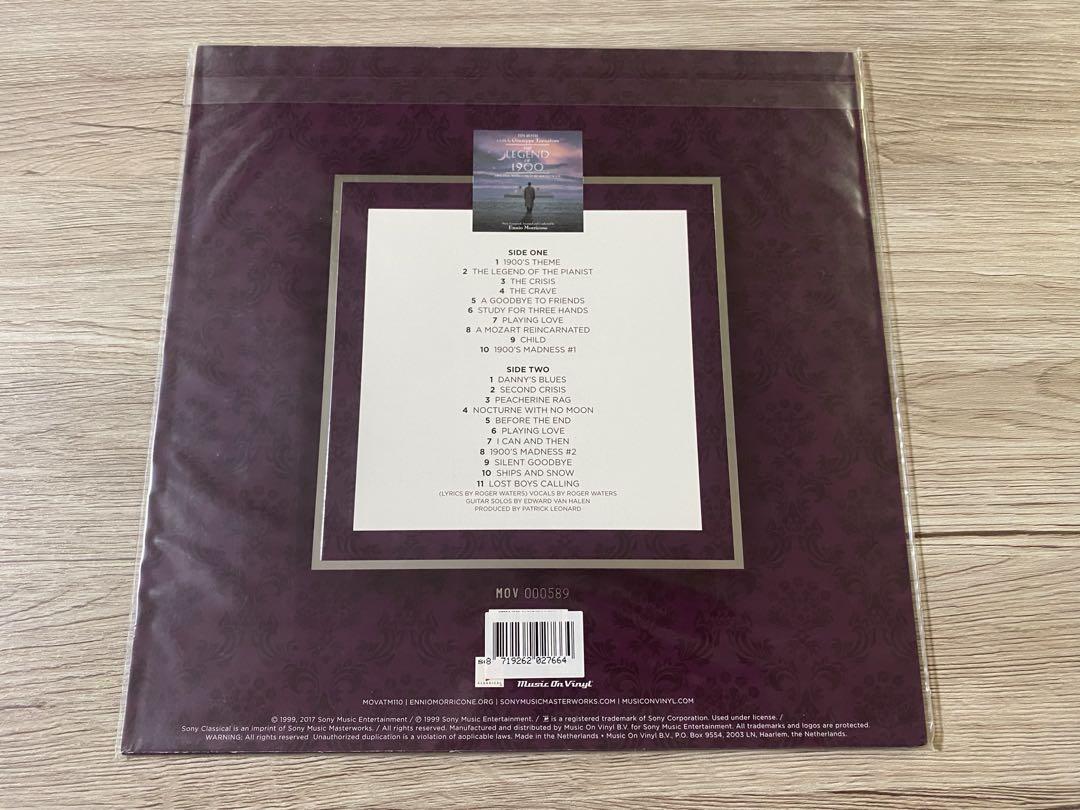 A Film By Giuseppe Tornatore
THE
LEGEND
OF
1900
Ennio Morricone
SIDE ONE
1 1900'S THEME
2 THE LEGEND OF THE PIANIST
3 THE CRISIS
4 THE CRAVE
5 A GOODBYE TO FRIENDS
6 STUDY FOR THREE HANDS
7 PLAYING LOVE
8 A MOZART REINCARNATED
9 CHILD
10 1900'S MADNESS #1
SIDE TWO
1 DANNY'S BLUES
2 SECOND CRISIS
3 PEACHERINE RAG
4 NOCTURNE WITH NO MOON
5 BEFORE THE END
6 PLAYING LOVE
7 I CAN AND THEN
8 1900'S MADNESS #2
9 SILENT GOODBYE
10 SHIPS AND SNOW
11 LOST BOYS CALLING
(LYRICS BY ROGER WATERS) VOCALS BY ROGER WATERS
GUITAR SOLOS BY EDWARD VAN HALEN
PRODUCED BY PATRICK LEONARD
MOV 000589
8 719262 027664
CLASSICAL
Music On Vinyl
MOVATM110 | ENNIOMORRICONE.ORG | SONYMUSICMASTERWORKS.COM | MUSICONVINYL.COM
© 1999, 2017 Sony Music Entertainment / ℗ 1999 Sony Music Entertainment. / is a registered trademark of Sony Corporation. Used under license. /
Sony Classical is an imprint of Sony Music Masterworks. / All rights reserved. Manufactured and distributed by Music On Vinyl B.V. for Sony Music Entertainment. All trademarks and logos are protected.
WARNING; All rights reserved. Unauthorized duplication is a violation of applicable laws. Made in the Netherlands • Music On Vinyl B.V., P.O. Box 9554, 2003 LN, Haarlem, the Netherlands.